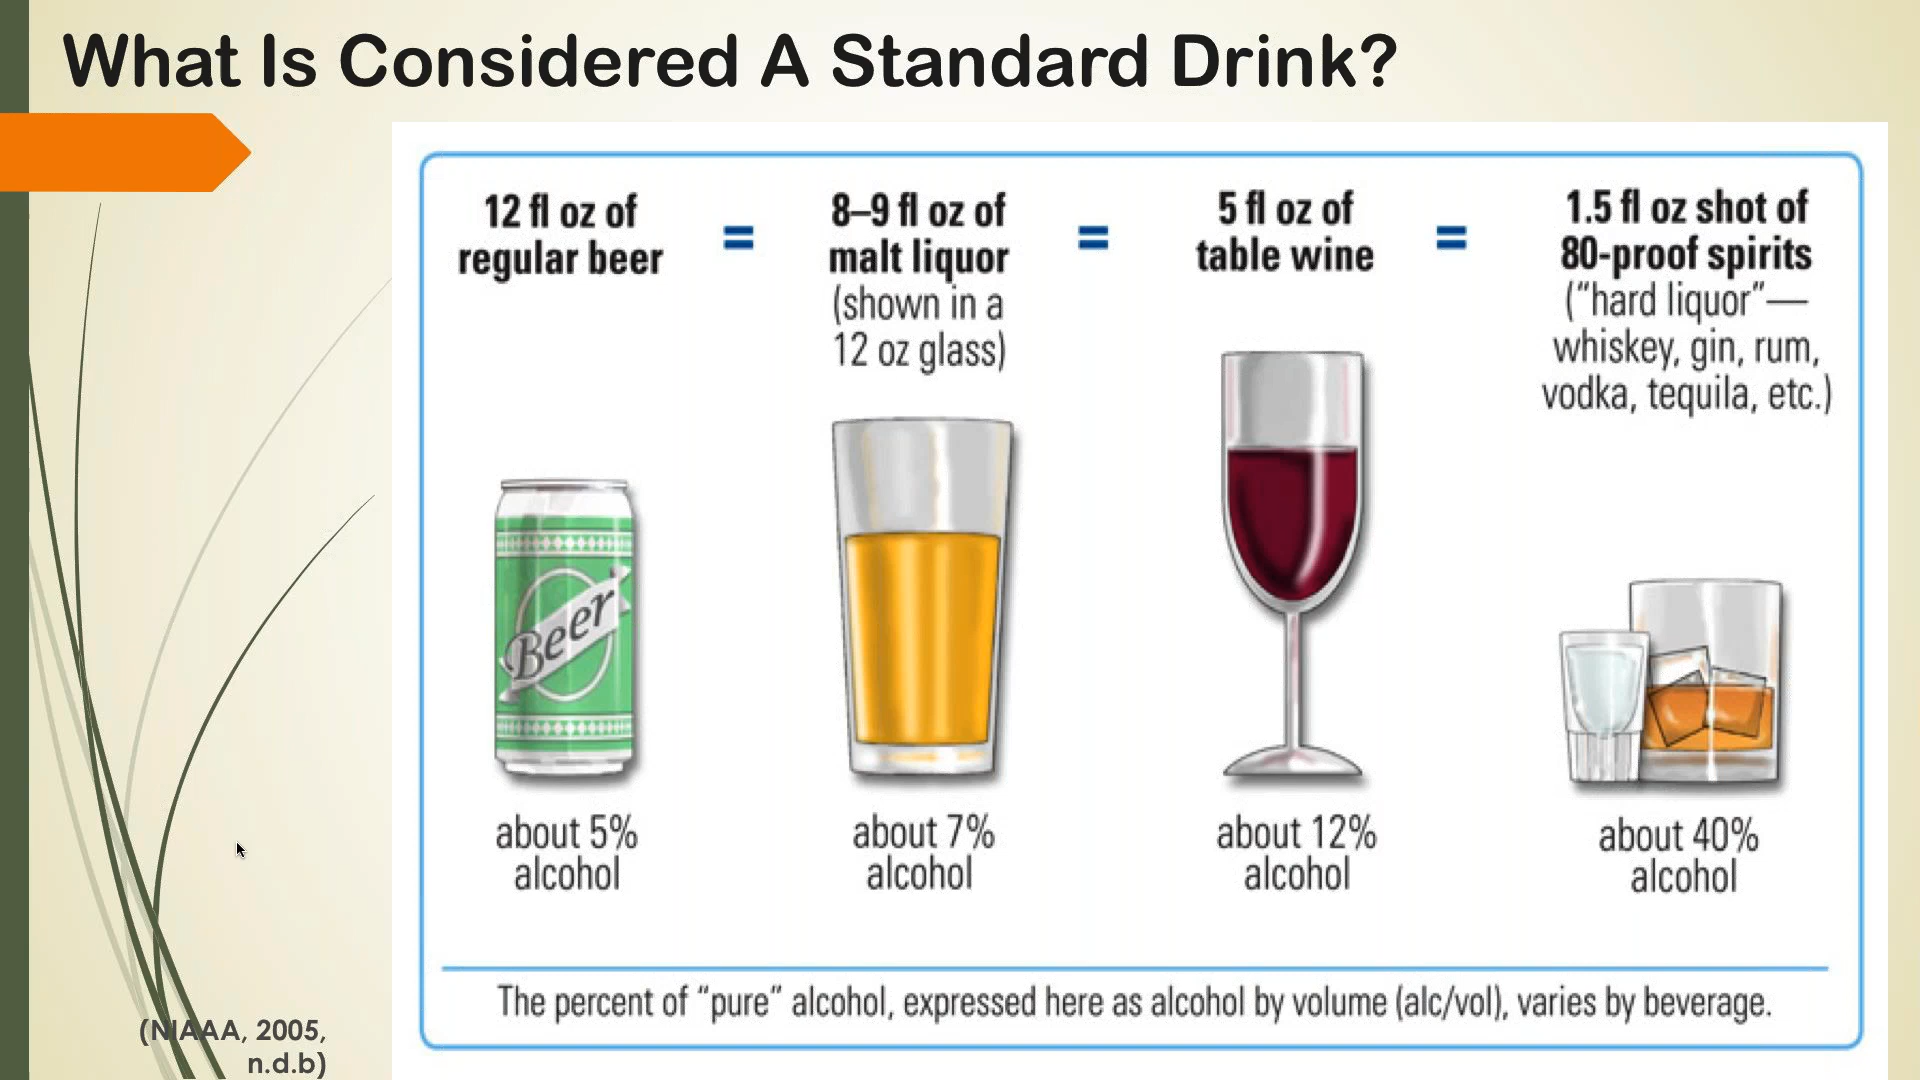 What Is Considered A Standard Drink?
12 fl oz of
regular beer
=
8–9 fl oz of
malt liquor
(shown in a
12 oz glass)
=
5 fl oz of
table wine
=
1.5 fl oz shot of
80-proof spirits
(“hard liquor”—
whiskey, gin, rum,
vodka, tequila, etc.)
Beer
about 5%
alcohol
about 7%
alcohol
about 12%
alcohol
about 40%
alcohol
The percent of “pure” alcohol, expressed here as alcohol by volume (alc/vol), varies by beverage.
(NIAAA, 2005,
n.d.b)